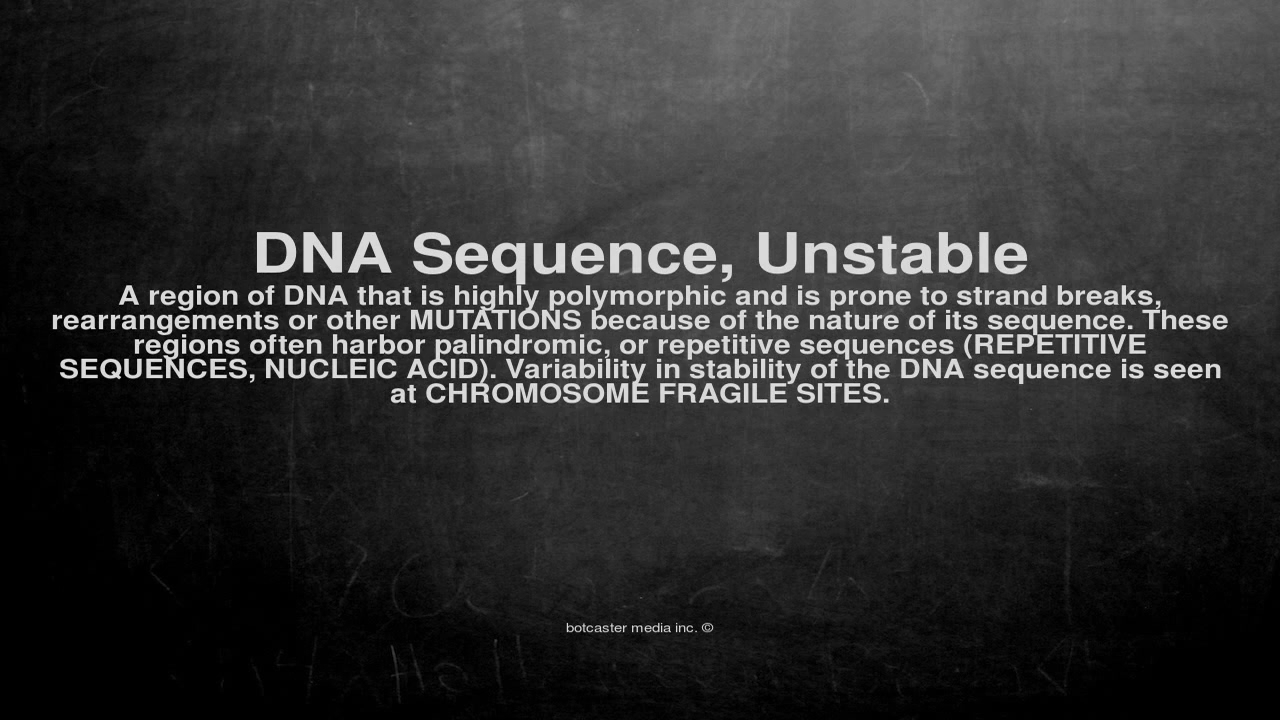 DNA Sequence, Unstable
A region of DNA that is highly polymorphic and is prone to strand breaks,
rearrangements or other MUTATIONS because of the nature of its sequence. These
regions often harbor palindromic, or repetitive sequences (REPETITIVE
SEQUENCES, NUCLEIC ACID). Variability in stability of the DNA sequence is seen
at CHROMOSOME FRAGILE SITES.
botcaster media inc. ©